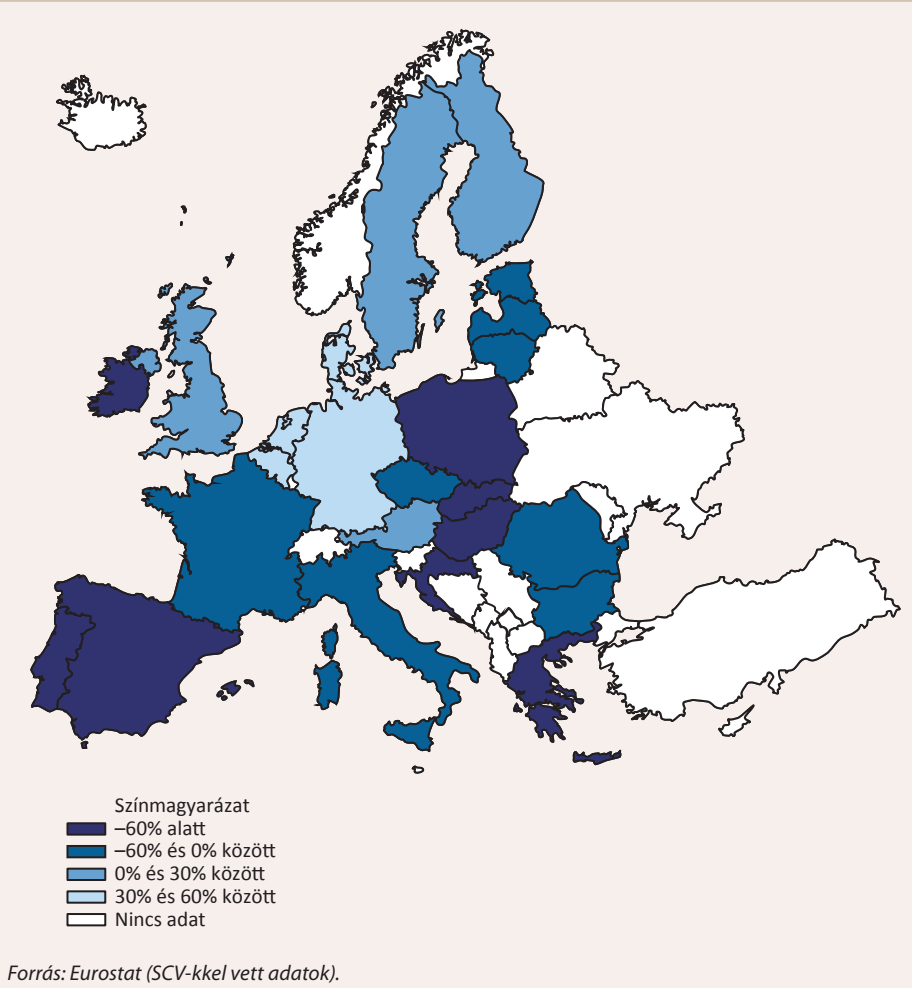 Színmagyarázat
–60% alatt
–60% és 0% között
0% és 30% között
30% és 60% között
Nincs adat
Forrás: Eurostat (SCV-kkel vett adatok).